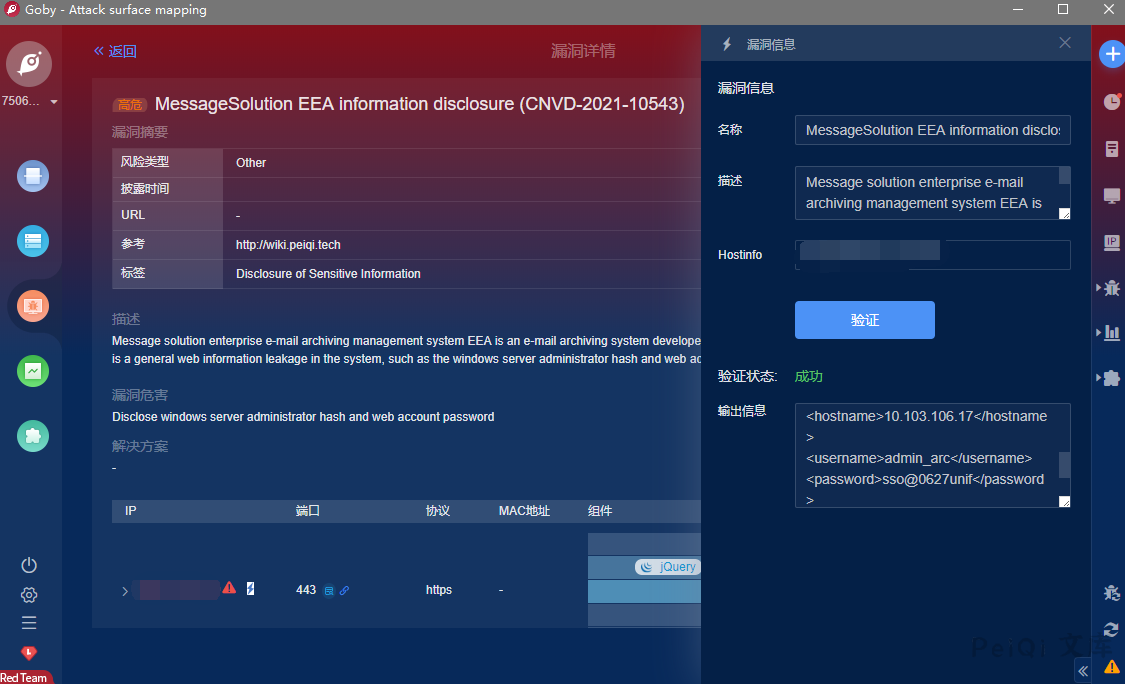 Goby - Attack surface mapping
7506...
« 返回
漏洞详情
高危 MessageSolution EEA information disclosure (CNVD-2021-10543)
漏洞摘要
风险类型 Other
披露时间
URL -
参考 http://wiki.peiqi.tech
标签 Disclosure of Sensitive Information
描述
Message solution enterprise e-mail archiving management system EEA is an e-mail archiving system develope
is a general web information leakage in the system, such as the windows server administrator hash and web ac
漏洞危害
Disclose windows server administrator hash and web account password
解决方案
-
IP 端口 协议 MAC地址 组件
jQuery
443 https -
Red Team
漏洞信息
漏洞信息
名称 MessageSolution EEA information disclo
描述 Message solution enterprise e-mail
archiving management system EEA is
Hostinfo
验证
验证状态: 成功
输出信息
<hostname>10.103.106.17</hostname
>
<username>admin_arc</username>
<password>sso@0627unif</password
>
IP
PeiQi 文库